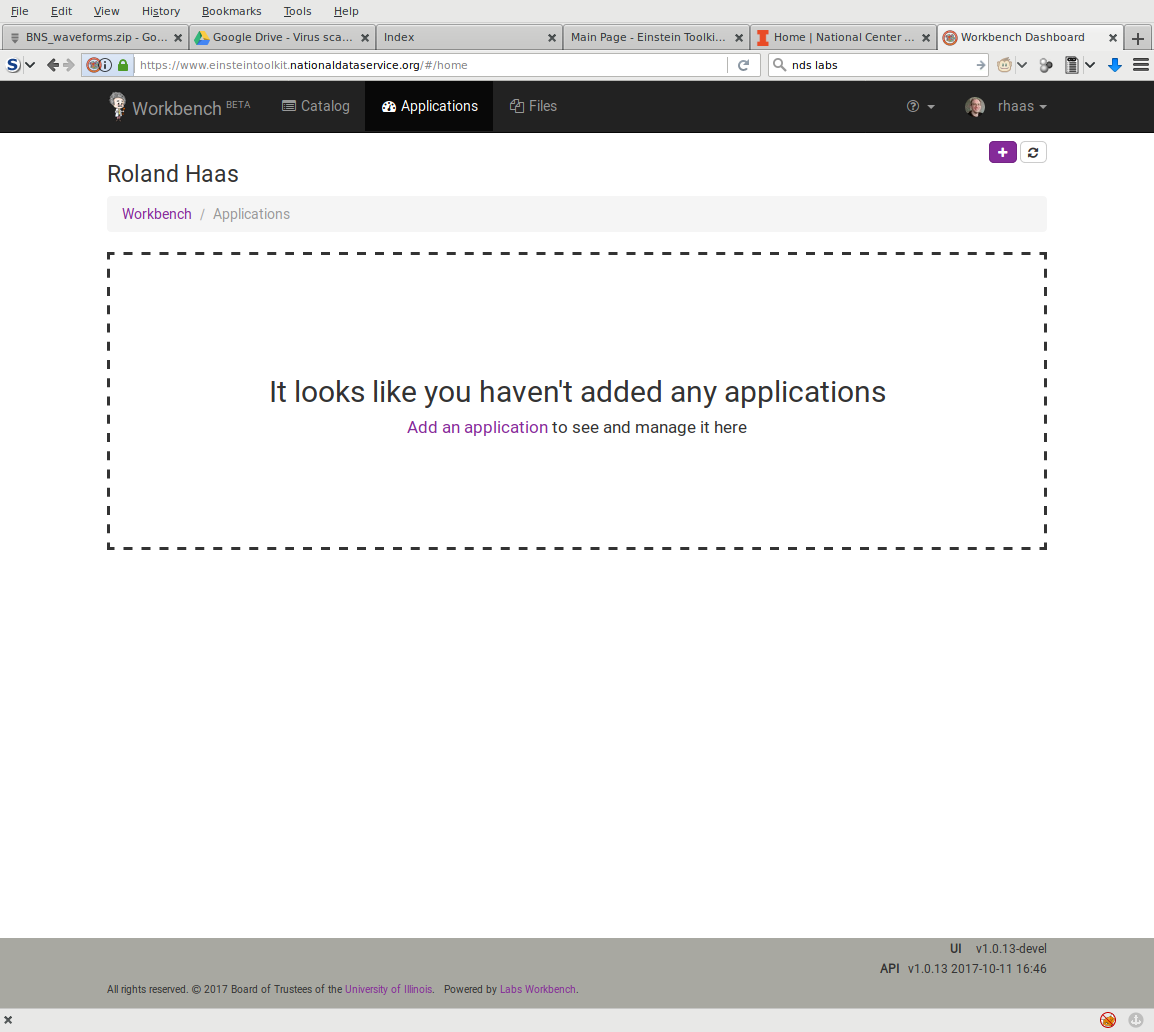 File Edit View History Bookmarks Tools Help
BNS_waveforms.zip - Go... Google Drive - Virus sca... Index Main Page - Einstein Toolki... Home | National Center ... Workbench Dashboard
S https://www.einsteintoolkit.nationaldataservice.org/#/home nds labs
Workbench BETA Catalog Applications Files rhaas
Roland Haas
Workbench / Applications
It looks like you haven't added any applications
Add an application to see and manage it here
UI v1.0.13-devel
API v1.0.13 2017-10-11 16:46
All rights reserved. © 2017 Board of Trustees of the University of Illinois. Powered by Labs Workbench.